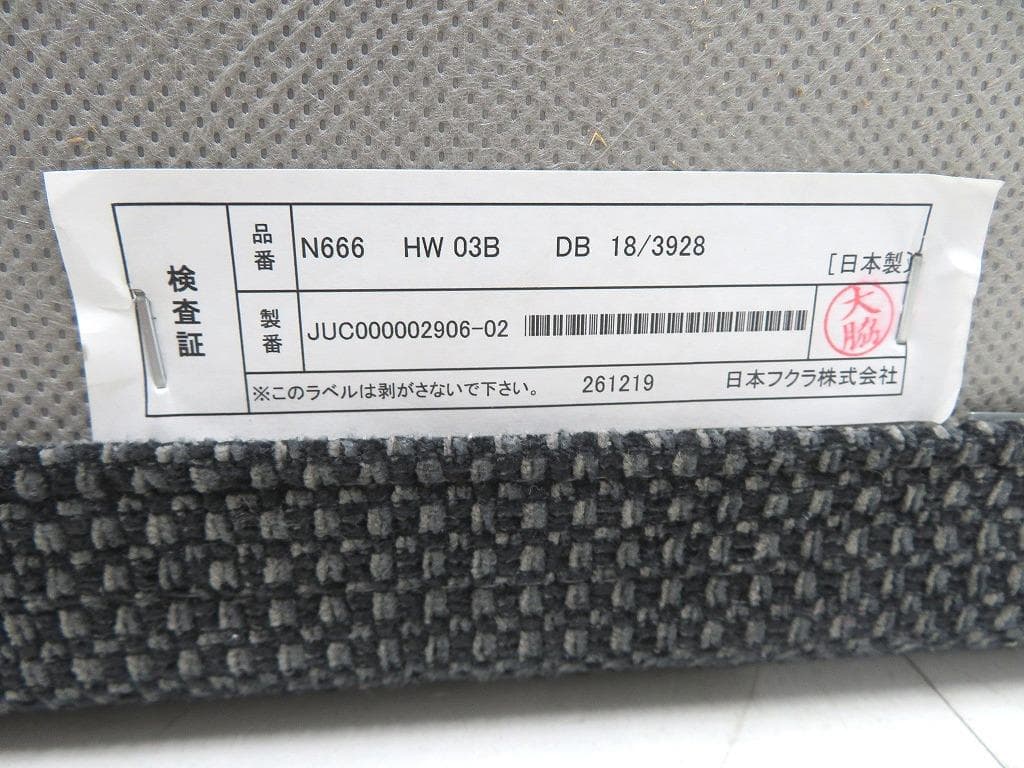 検査証
品番 N666 HW 03B DB 18/3928 [日本製]
製番 JUC000002906-02
大脇
※このラベルは剥がさないで下さい。 261219 日本フクラ株式会社